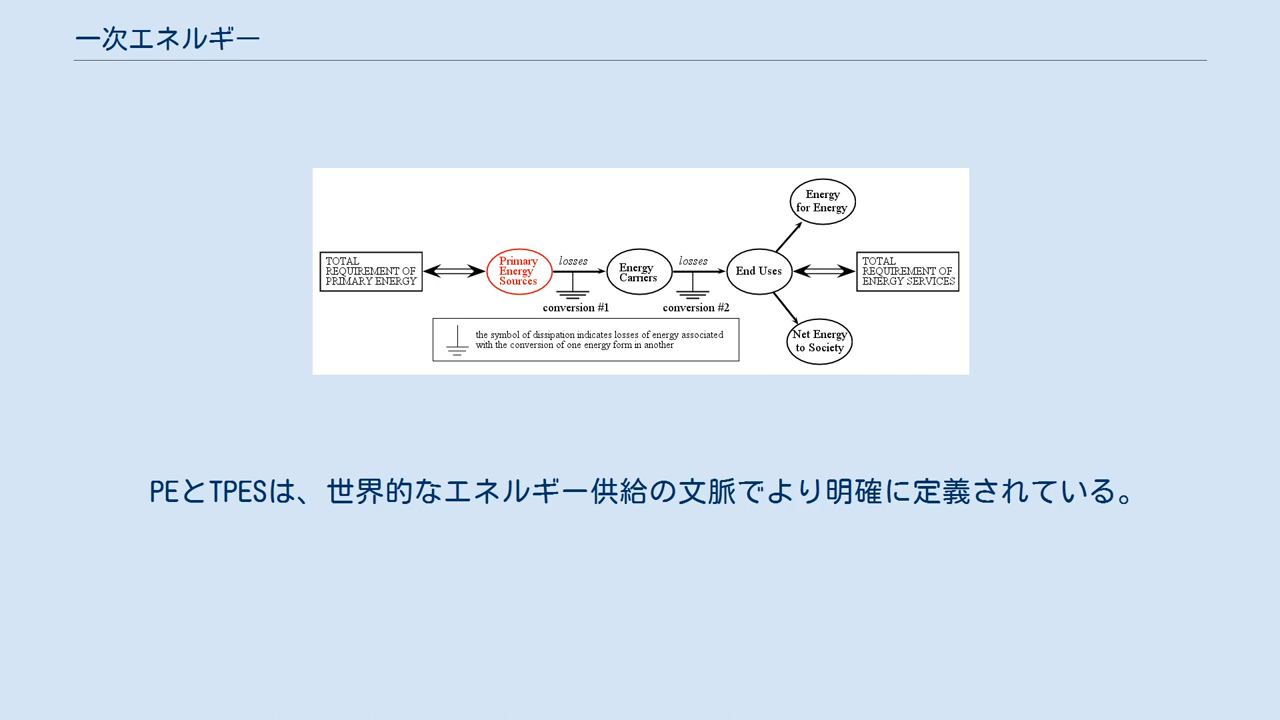 一次エネルギー
Energy
for Energy
TOTAL
REQUIREMENT OF
PRIMARY ENERGY
Primary
Energy
Sources
losses
Energy
Carriers
losses
End Uses
TOTAL
REQUIREMENT OF
ENERGY SERVICES
conversion #1
conversion #2
the symbol of dissipation indicates losses of energy associated
with the conversion of one energy form in another
Net Energy
to Society
PEとTPESは、世界的なエネルギー供給の文脈でより明確に定義されている。